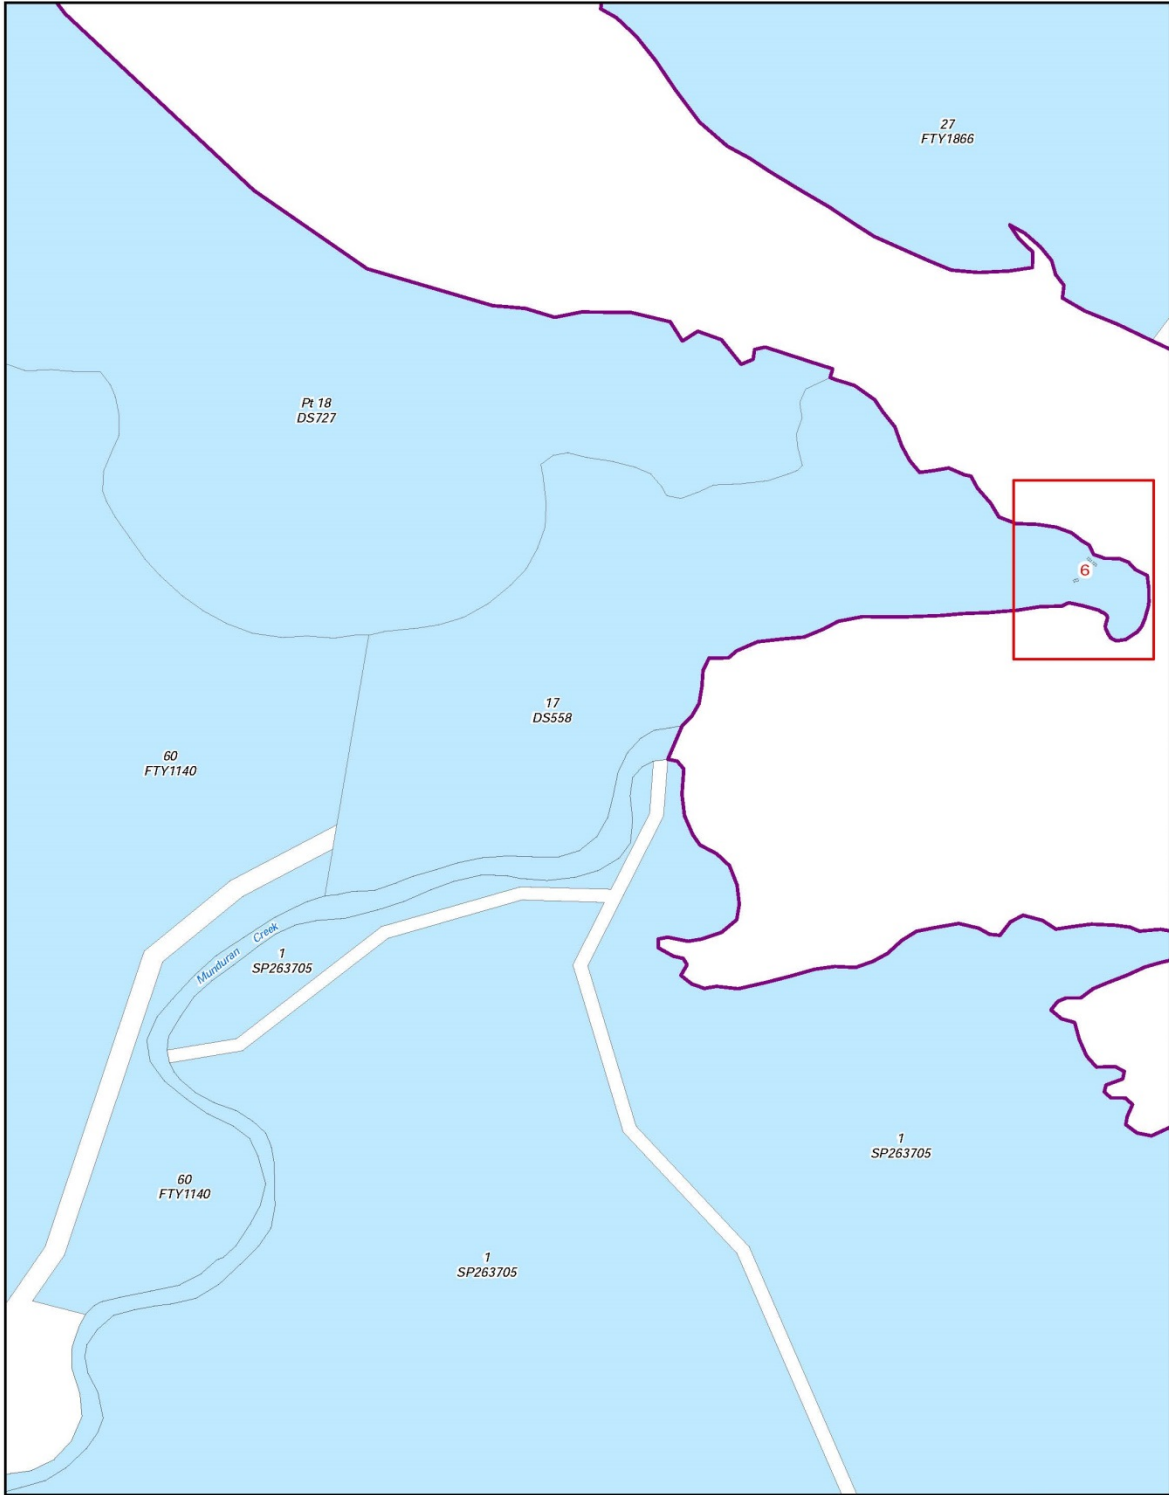 27
FTY1866
Pt 18
DS727
6
17
DS558
60
FTY1140
Munduran Creek
1
SP263705
1
SP263705
60
FTY1140
1
SP263705